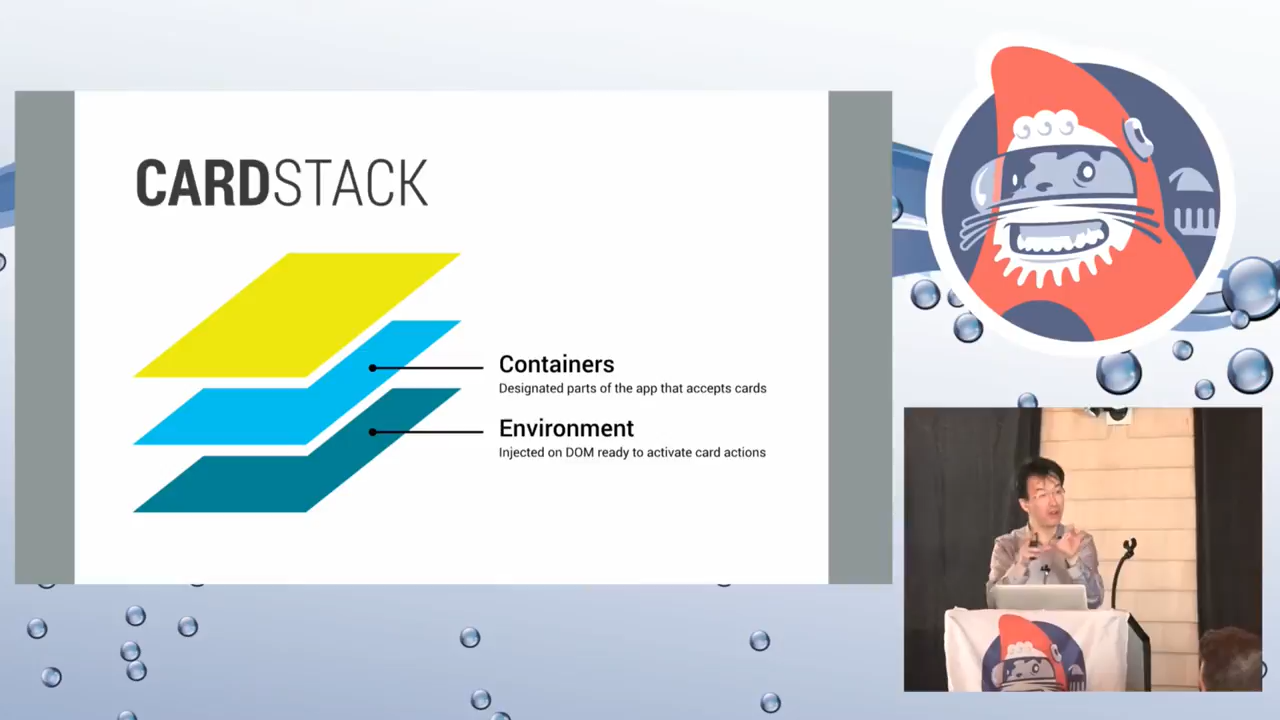 CARDSTACK
Containers
Designated parts of the app that accepts cards
Environment
Injected on DOM ready to activate card actions